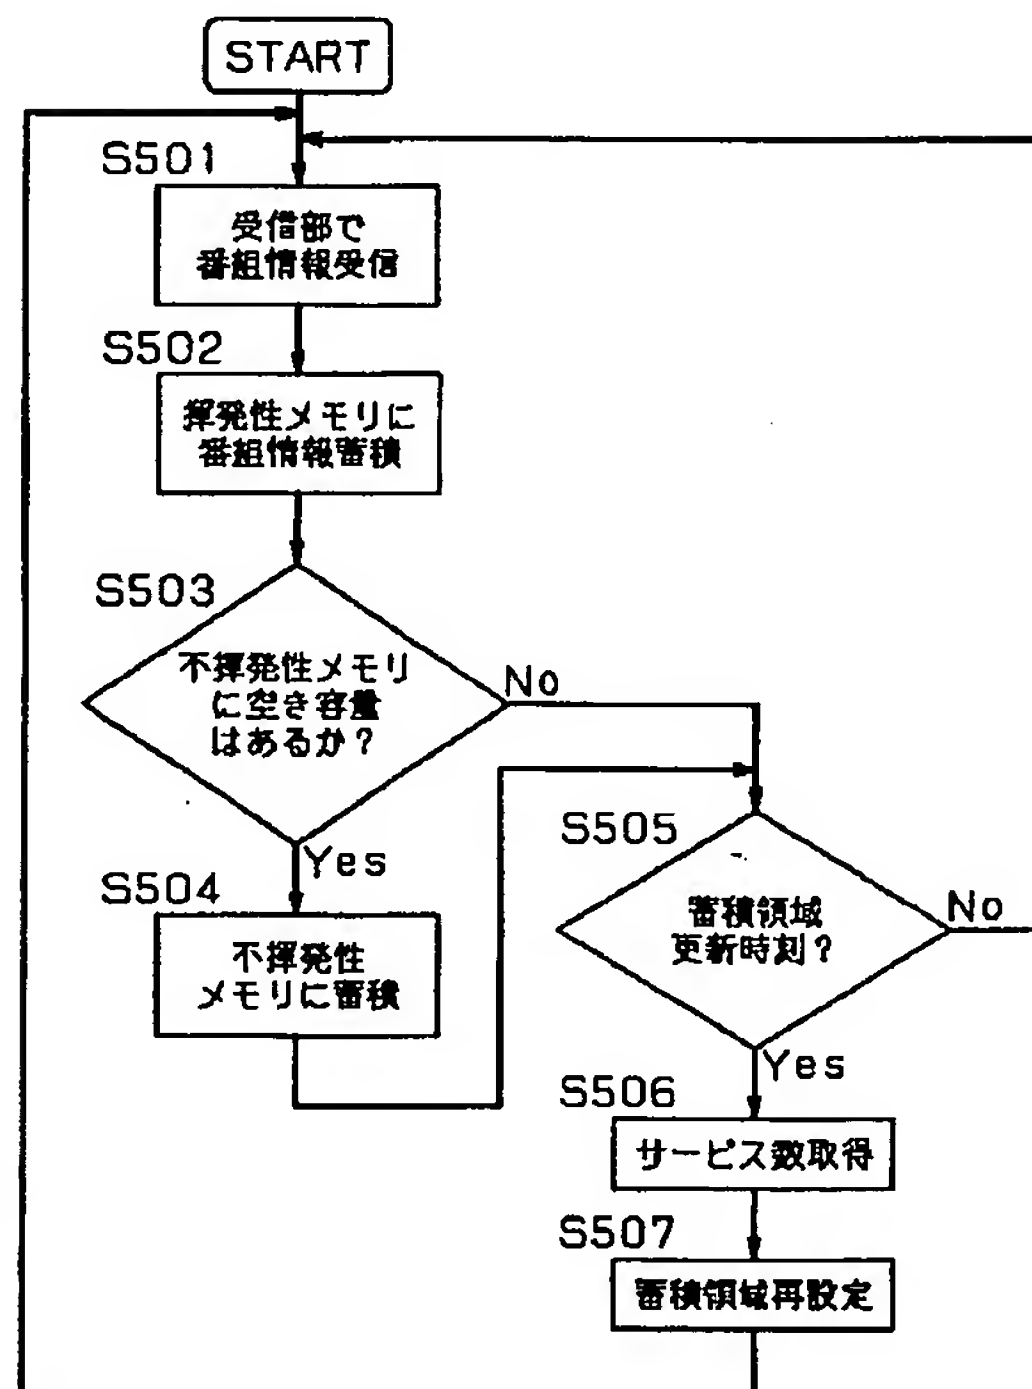 START
S501
受信部で
番組情報受信
S502
揮発性メモリに
番組情報蓄積
S503
不揮発性メモリ
に空き容量
はあるか?
No
Yes
S504
不揮発性
メモリに蓄積
S505
蓄積領域
更新時刻?
No
Yes
S506
サービス数取得
S507
蓄積領域再設定